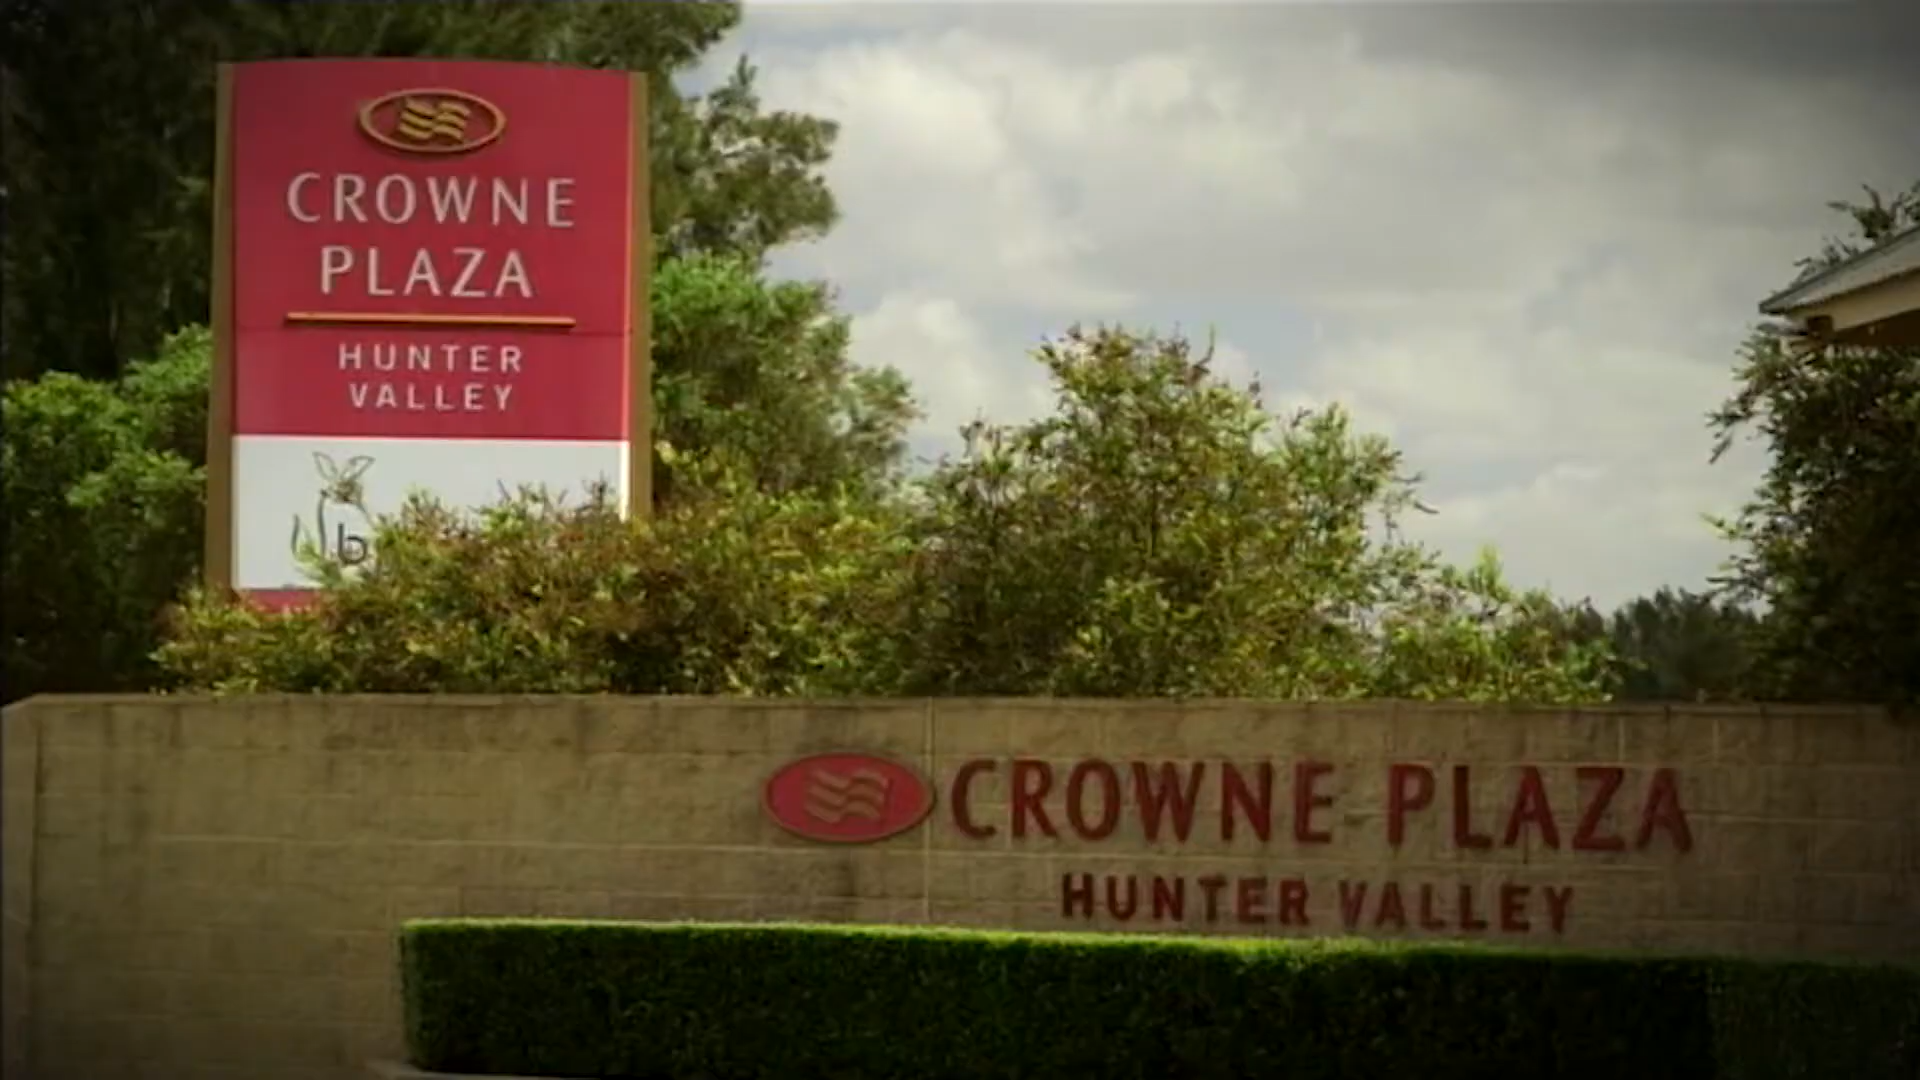 CROWNE
PLAZA
HUNTER
VALLEY
b
CROWNE PLAZA
HUNTER VALLEY